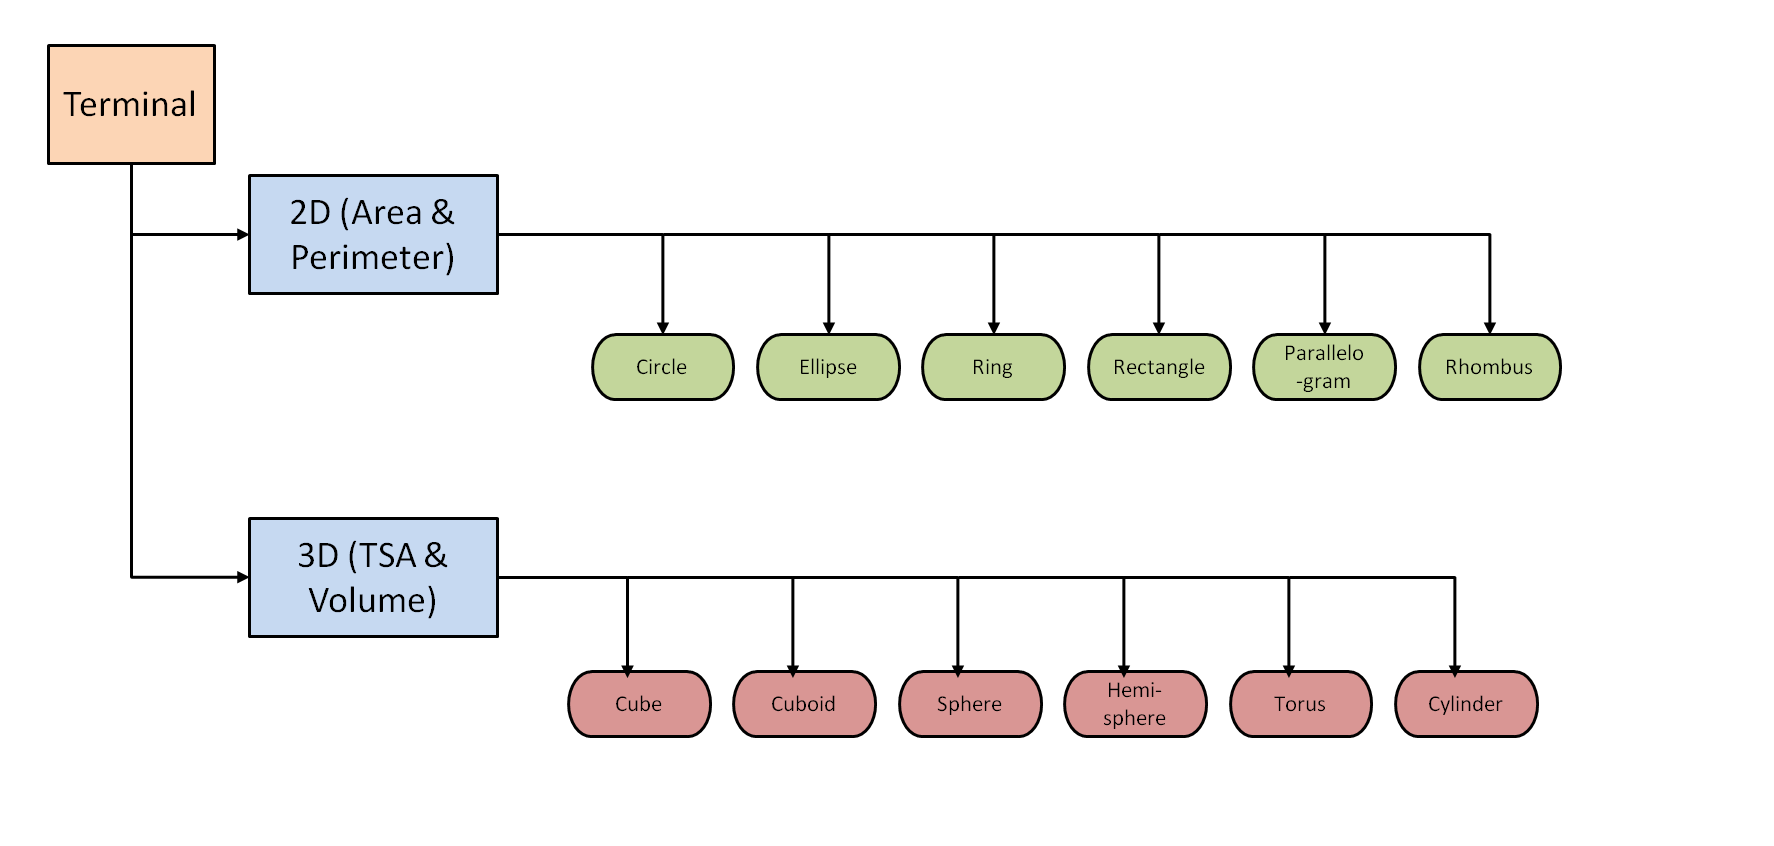 Terminal
2D (Area &
Perimeter)
Circle
Ellipse
Ring
Rectangle
Parallelo
-gram
Rhombus
3D (TSA &
Volume)
Cube
Cuboid
Sphere
Hemi-
sphere
Torus
Cylinder